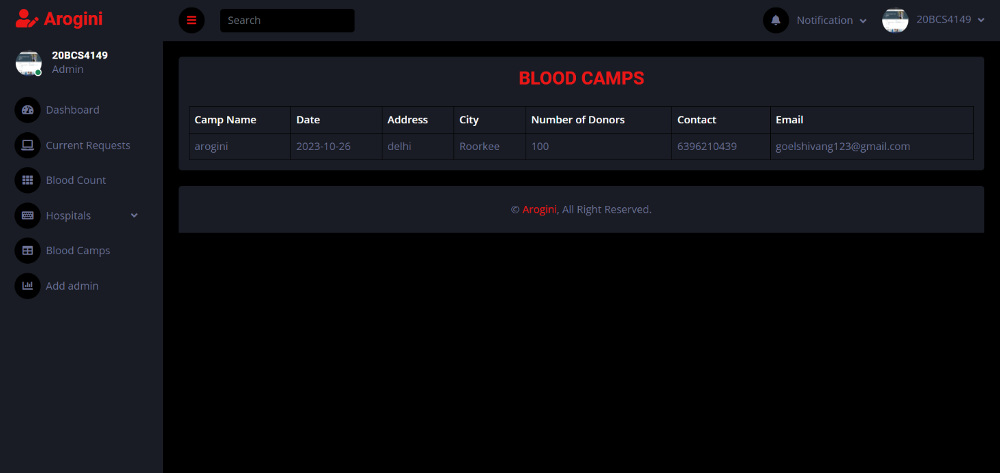 Arogini
Search
Notification
20BCS4149
20BCS4149
Admin
Dashboard
Current Requests
Blood Count
Hospitals
Blood Camps
Add admin
BLOOD CAMPS
Camp Name Date Address City Number of Donors Contact Email
arogini 2023-10-26 delhi Roorkee 100 6396210439 goelshivang123@gmail.com
© Arogini, All Right Reserved.